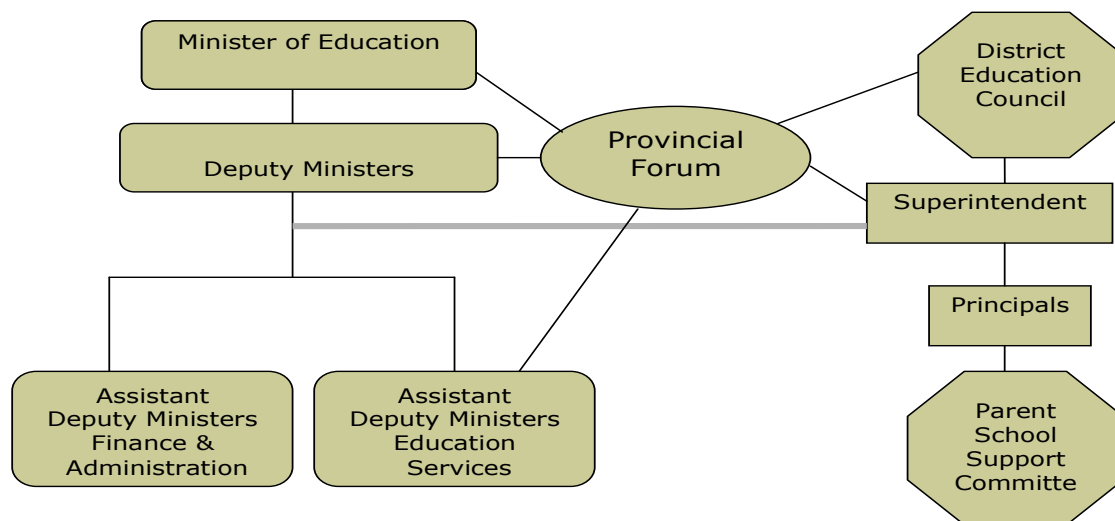 Minister of Education
Deputy Ministers
Provincial
Forum
District
Education
Council
Superintendent
Principals
Assistant
Deputy Ministers
Finance &
Administration
Assistant
Deputy Ministers
Education
Services
Parent
School
Support
Committe